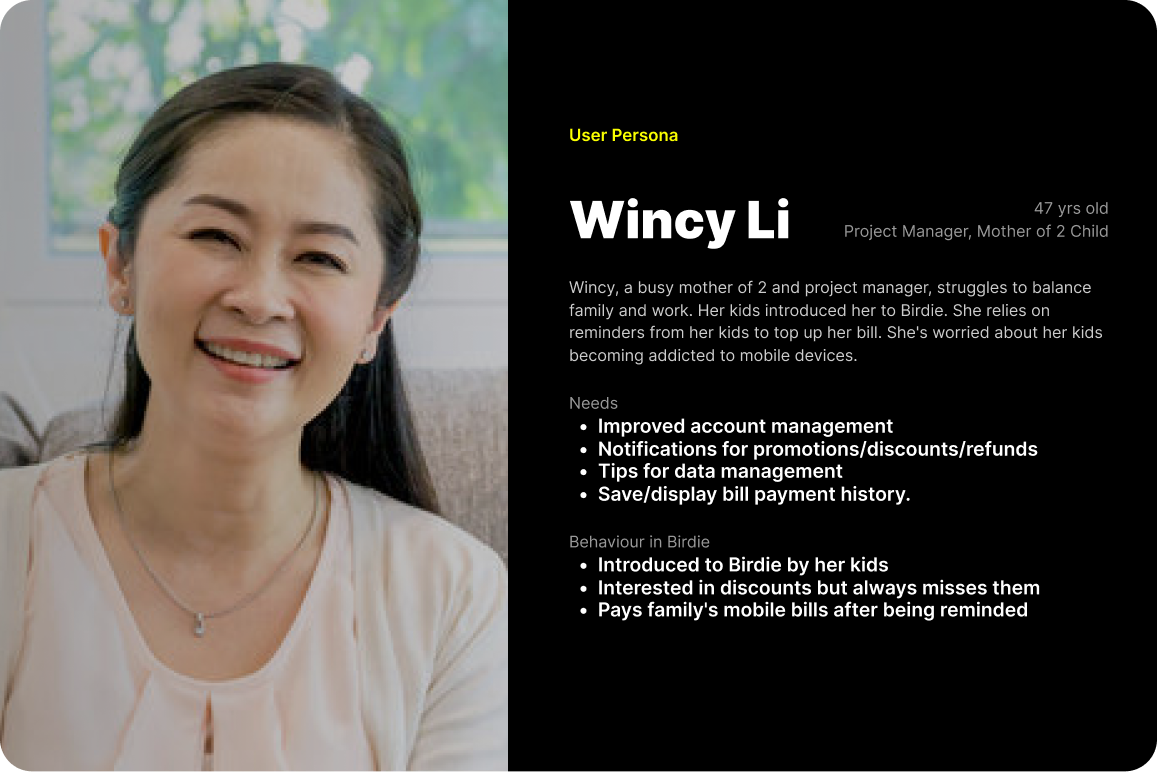 User Persona
Wincy Li
47 yrs old
Project Manager, Mother of 2 Child
Wincy, a busy mother of 2 and project manager, struggles to balance
family and work. Her kids introduced her to Birdie. She relies on
reminders from her kids to top up her bill. She's worried about her kids
becoming addicted to mobile devices.
Needs
• Improved account management
• Notifications for promotions/discounts/refunds
• Tips for data management
• Save/display bill payment history.
Behaviour in Birdie
• Introduced to Birdie by her kids
• Interested in discounts but always misses them
• Pays family's mobile bills after being reminded